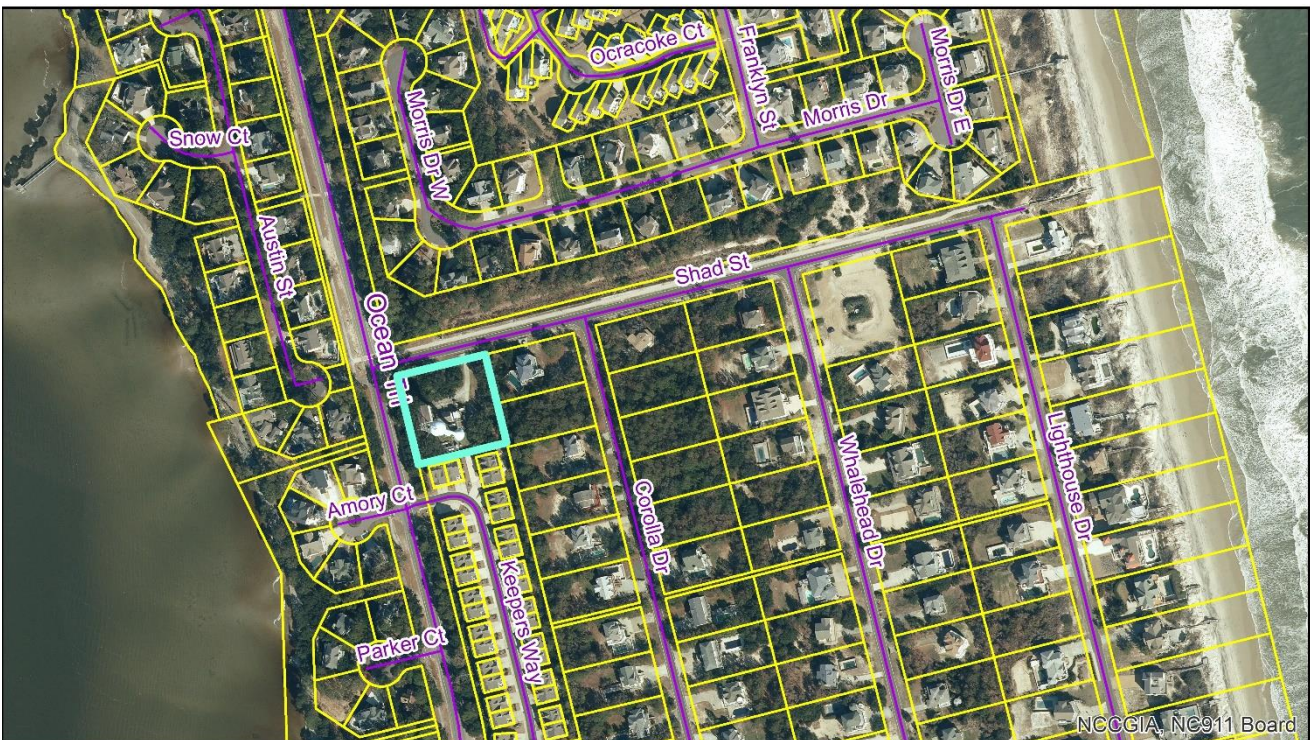 Ocracoke Ct
Franklyn St
Morris Dr E
Morris Dr
Snow Ct
Morris Dr W
Austin St
Shad St
Ocean Trl
Corolla Dr
Whalehead Dr
Lighthouse Dr
Amory Ct
Keepers Way
Parker Ct
NCCGIA, NC911 Board